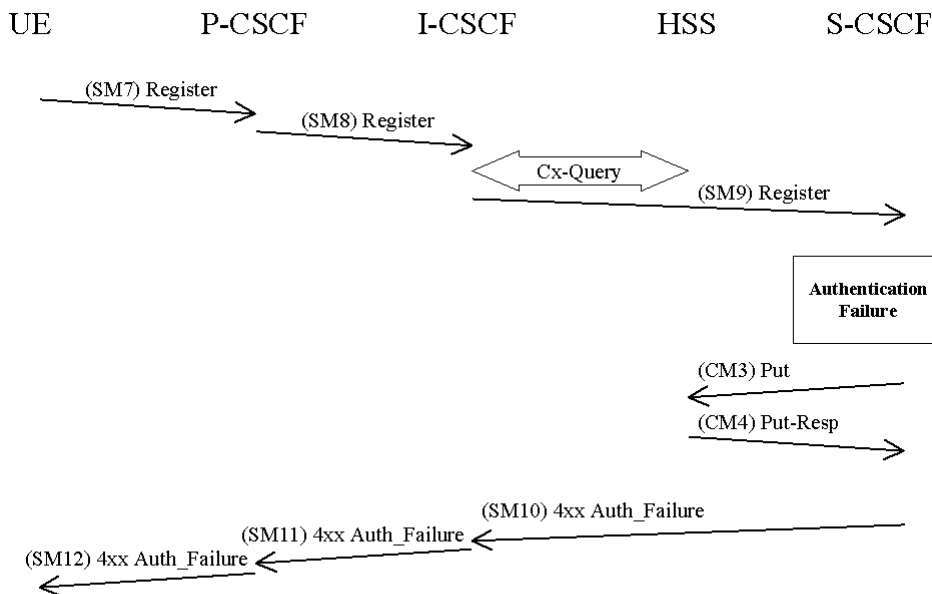 UE P-CSCF I-CSCF HSS S-CSCF
(SM7) Register
(SM8) Register
Cx-Query
(SM9) Register
Authentication
Failure
(CM3) Put
(CM4) Put-Resp
(SM10) 4xx Auth_Failure
(SM11) 4xx Auth_Failure
(SM12) 4xx Auth_Failure